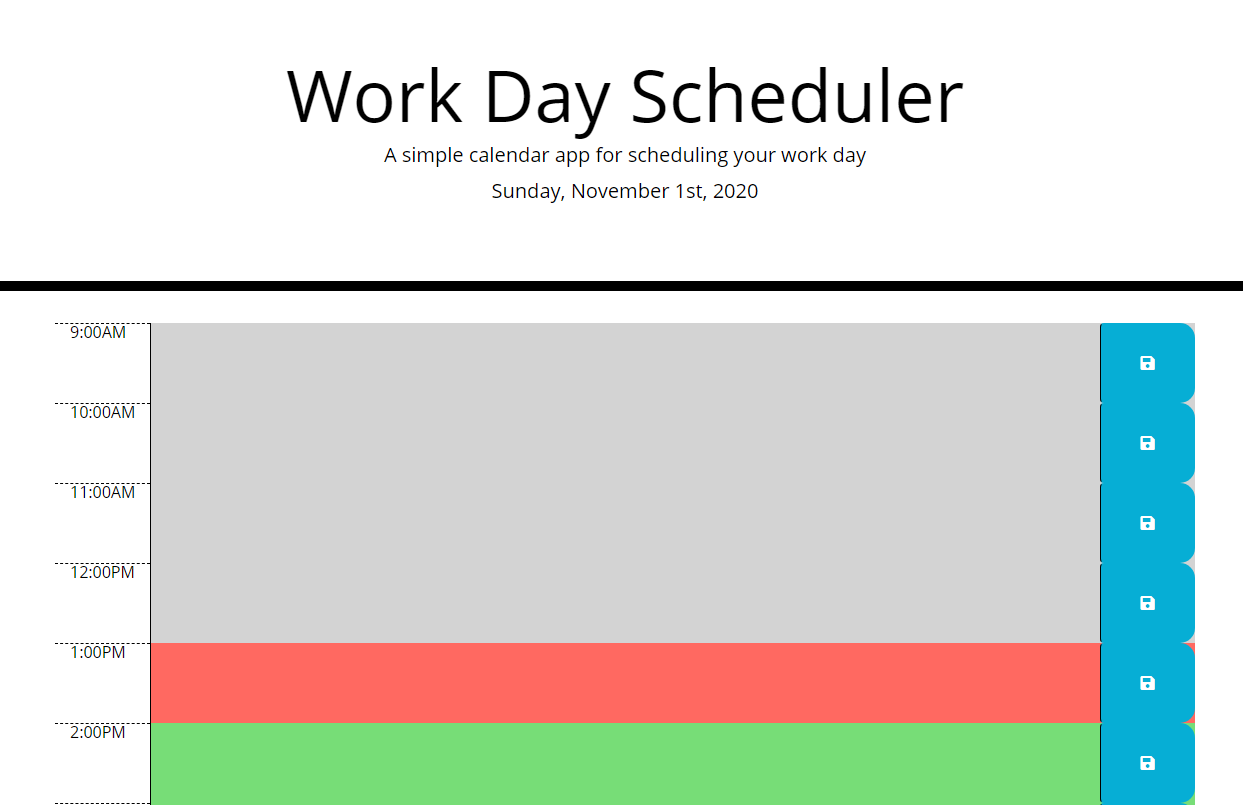 Work Day Scheduler
A simple calendar app for scheduling your work day
Sunday, November 1st, 2020
9:00AM
10:00AM
11:00AM
12:00PM
1:00PM
2:00PM